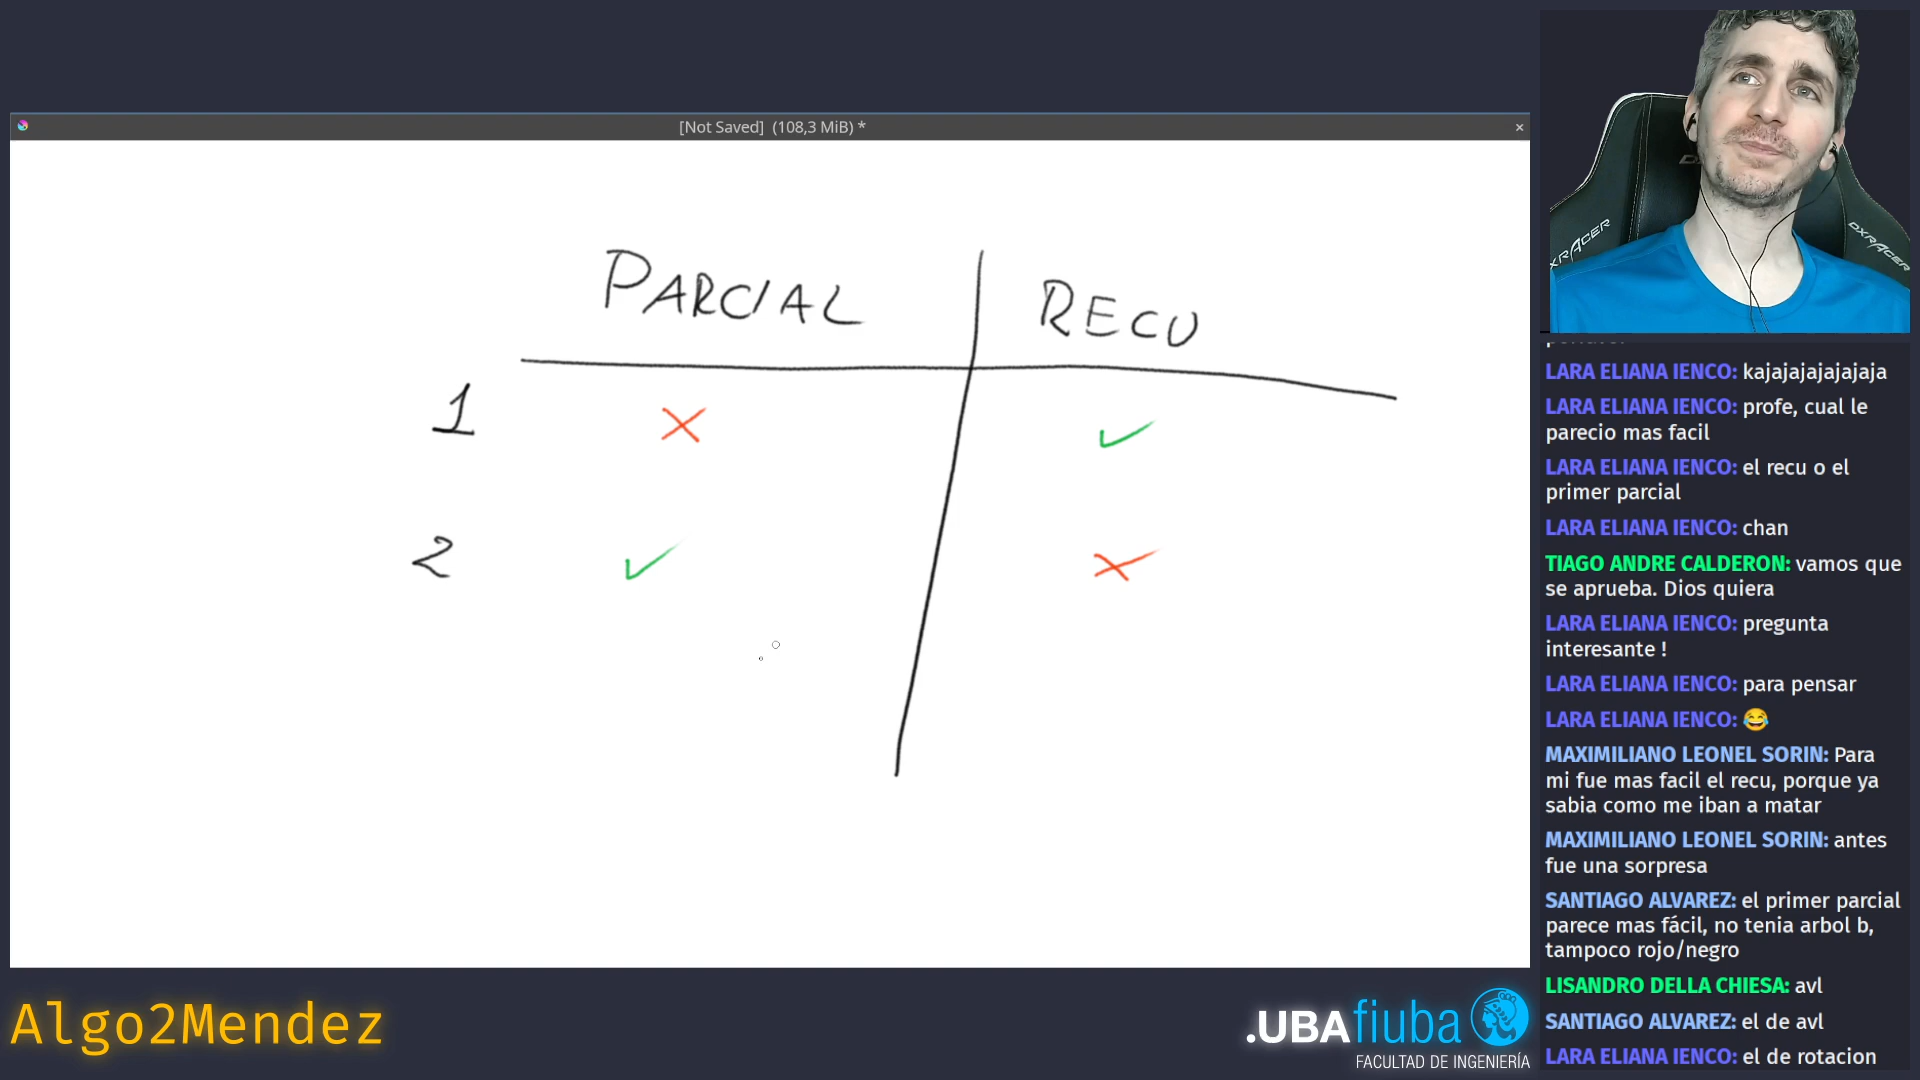 [Not Saved] (108,3 MiB) *
PARCIAL RECU
1
2
DXRACER
DXRACER
LARA ELIANA IENCO: kajajajajajajaja
LARA ELIANA IENCO: profe, cual le
parecio mas facil
LARA ELIANA IENCO: el recu o el
primer parcial
LARA ELIANA IENCO: chan
TIAGO ANDRE CALDERON: vamos que
se aprueba. Dios quiera
LARA ELIANA IENCO: pregunta
interesante !
LARA ELIANA IENCO: para pensar
LARA ELIANA IENCO: 😂
MAXIMILIANO LEONEL SORIN: Para
mi fue mas facil el recu, porque ya
sabia como me iban a matar
MAXIMILIANO LEONEL SORIN: antes
fue una sorpresa
SANTIAGO ALVAREZ: el primer parcial
parece mas fácil, no tenia arbol b,
tampoco rojo/negro
LISANDRO DELLA CHIESA: avl
SANTIAGO ALVAREZ: el de avl
LARA ELIANA IENCO: el de rotacion
Algo2Mendez
.UBAfiuba
FACULTAD DE INGENIERÍA